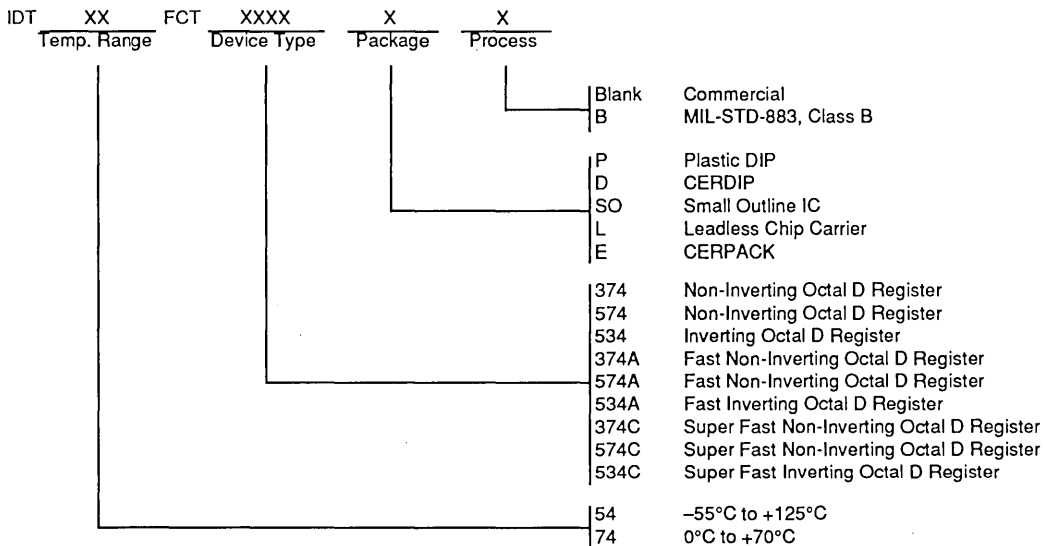 IDT XX FCT XXXX X X
Temp. Range Device Type Package Process
Blank Commercial
B MIL-STD-883, Class B
P Plastic DIP
D CERDIP
SO Small Outline IC
L Leadless Chip Carrier
E CERPACK
374 Non-Inverting Octal D Register
574 Non-Inverting Octal D Register
534 Inverting Octal D Register
374A Fast Non-Inverting Octal D Register
574A Fast Non-Inverting Octal D Register
534A Fast Inverting Octal D Register
374C Super Fast Non-Inverting Octal D Register
574C Super Fast Non-Inverting Octal D Register
534C Super Fast Inverting Octal D Register
54 –55°C to +125°C
74 0°C to +70°C